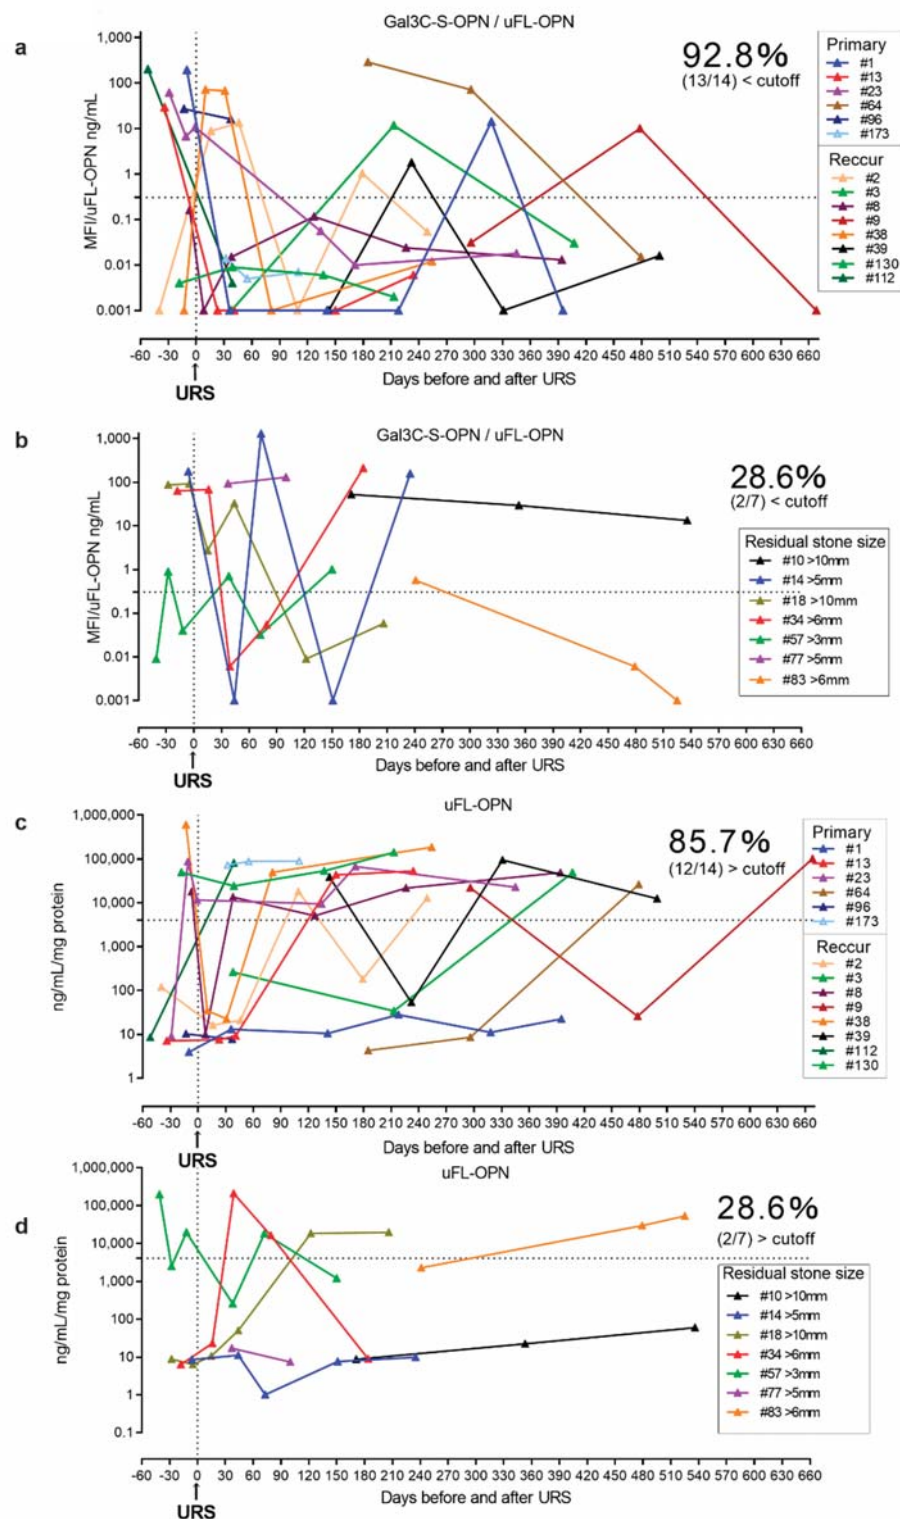 a
Gal3C-S-OPN / uFL-OPN
92.8%
(13/14) < cutoff
MFI/uFL-OPN ng/mL
1,000
100
10
1
0.1
0.01
0.001
Primary
#1
#13
#23
#64
#96
#173
Reccur
#2
#3
#8
#9
#38
#39
#130
#112
-60 -30 0 30 60 90 120 150 180 210 240 270 300 330 360 390 420 450 480 510 540 570 600 630 660
Days before and after URS
URS
b
Gal3C-S-OPN / uFL-OPN
28.6%
(2/7) < cutoff
MFI/uFL-OPN ng/mL
1,000
100
10
1
0.1
0.01
0.001
Residual stone size
#10 >10mm
#14 >5mm
#18 >10mm
#34 >6mm
#57 >3mm
#77 >5mm
#83 >6mm
-60 -30 0 30 60 90 120 150 180 210 240 270 300 330 360 390 420 450 480 510 540 570 600 630 660
Days before and after URS
URS
c
uFL-OPN
85.7%
(12/14) > cutoff
ng/mL/mg protein
1,000,000
100,000
10,000
1,000
100
10
1
Primary
#1
#13
#23
#64
#96
#173
Reccur
#2
#3
#8
#9
#38
#39
#112
#130
-60 -30 0 30 60 90 120 150 180 210 240 270 300 330 360 390 420 450 480 510 540 570 600 630 660
Days before and after URS
URS
d
uFL-OPN
28.6%
(2/7) > cutoff
ng/mL/mg protein
1,000,000
100,000
10,000
1,000
100
10
1
0.1
Residual stone size
#10 >10mm
#14 >5mm
#18 >10mm
#34 >6mm
#57 >3mm
#77 >5mm
#83 >6mm
-60 -30 0 30 60 90 120 150 180 210 240 270 300 330 360 390 420 450 480 510 540 570 600 630 660
Days before and after URS
URS